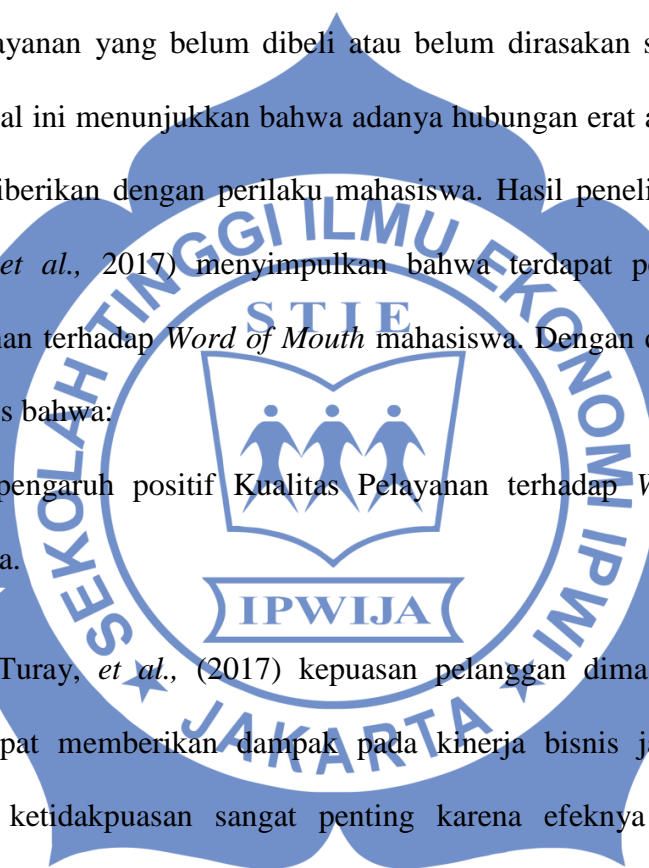 ayanan yang belum dibeli atau belum dirasakan s
al ini menunjukkan bahwa adanya hubungan erat a
iberikan dengan perilaku mahasiswa. Hasil peneli
et al., 2017) menyimpulkan bahwa terdapat pe
nan terhadap Word of Mouth mahasiswa. Dengan d
s bahwa:
pengaruh positif Kualitas Pelayanan terhadap W
a.
Turay, et al., (2017) kepuasan pelanggan dima
pat memberikan dampak pada kinerja bisnis ja
ketidakpuasan sangat penting karena efeknya
SEKOLAH TINGGI ILMU EKONOMI IPWI
STIE
IPWIJA
JAKARTA